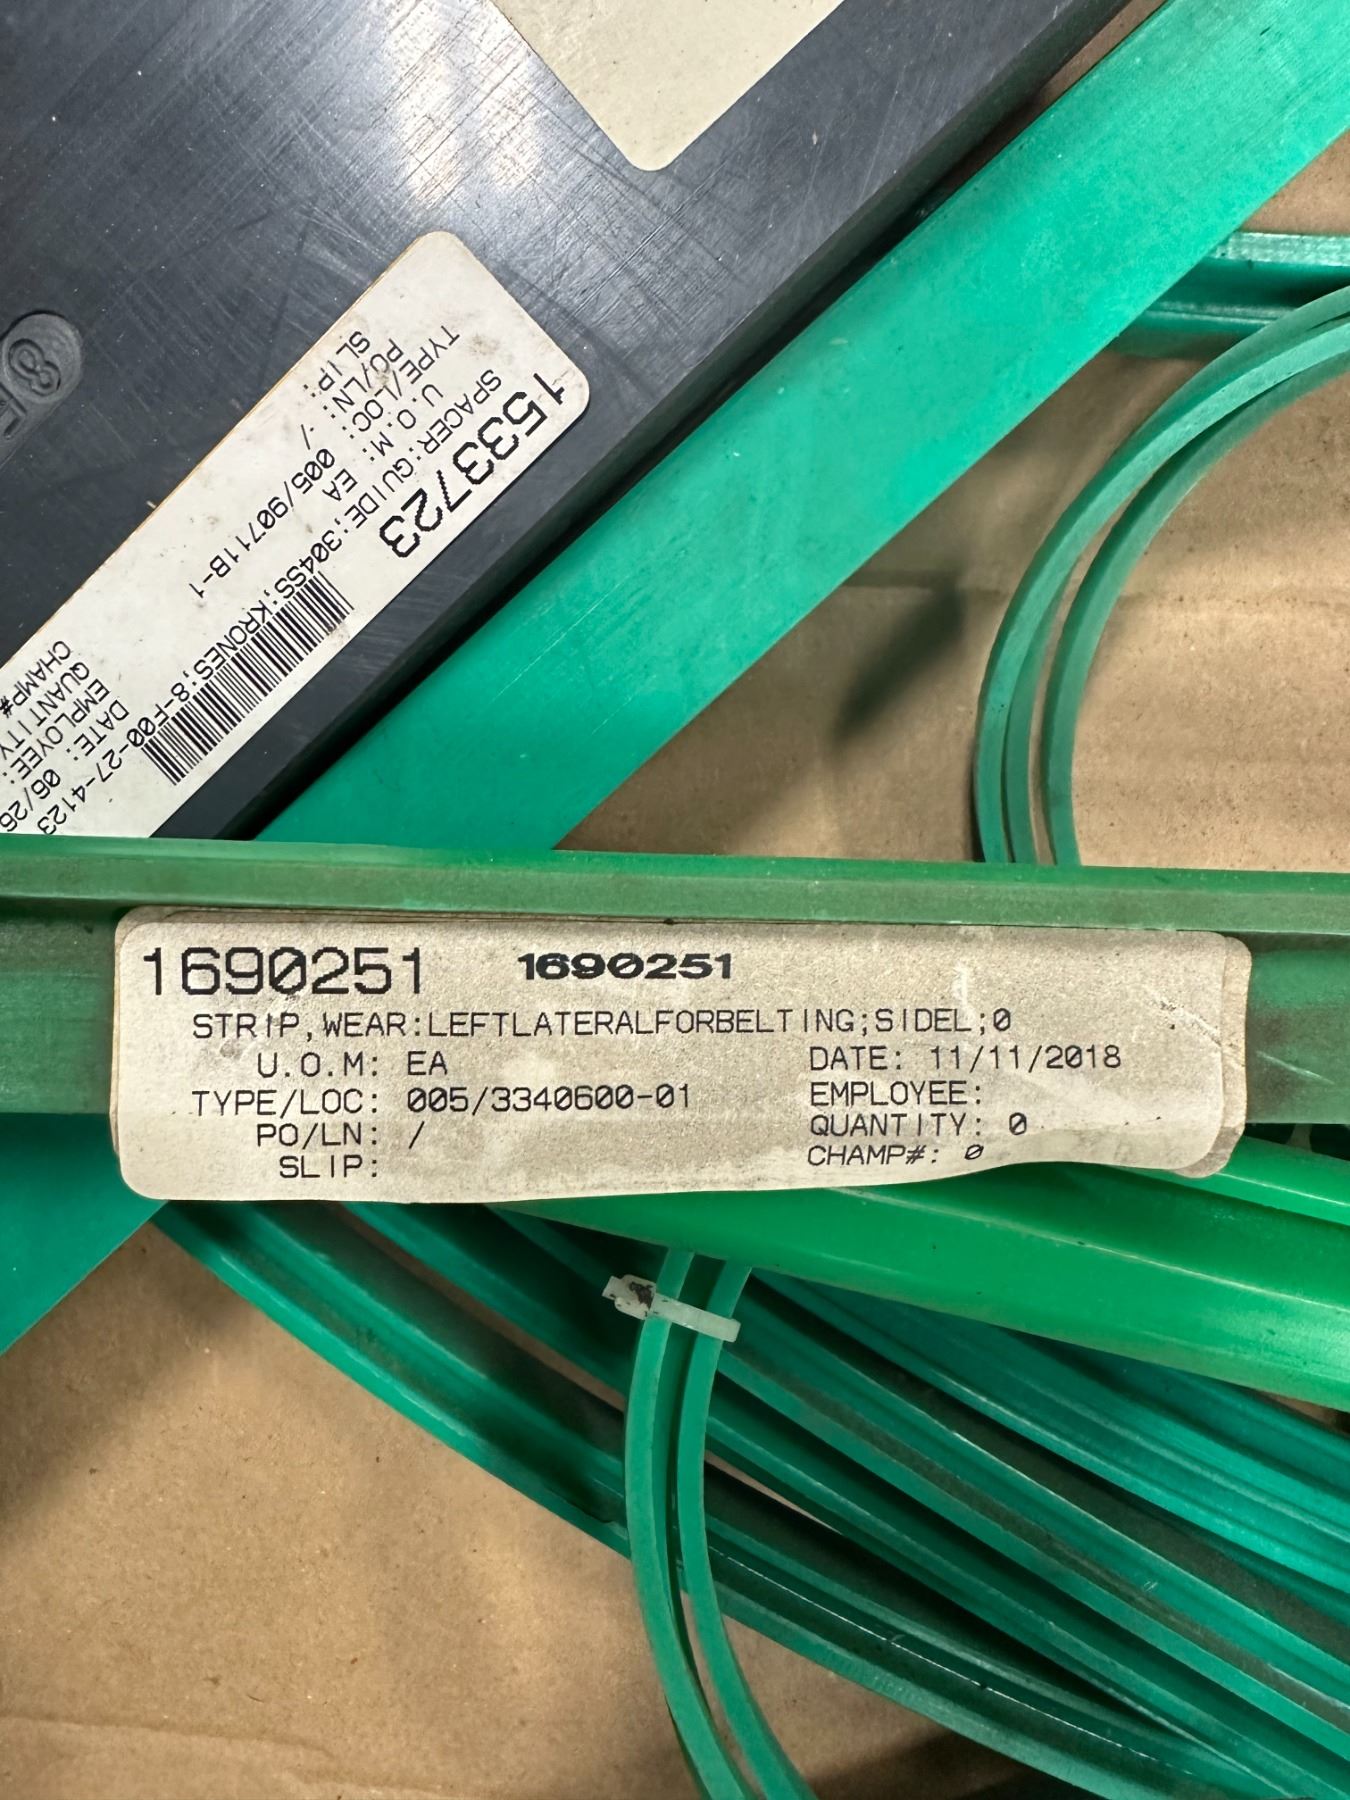 1533723
SPACER:GUIDE;304SS;KRONES;8-F00-27-4123
U.O.M: EA
DATE: 06/26
TYPE/LOC: 005/90711B-1
EMPLOYEE:
PO/LN: /
QUANTITY
SLIP:
CHAMP#
1690251 1690251
STRIP,WEAR:LEFTLATERALFORBELTING;SIDEL;0
U.O.M: EA DATE: 11/11/2018
TYPE/LOC: 005/3340600-01 EMPLOYEE:
PO/LN: / QUANTITY: 0
SLIP: CHAMP#: 0